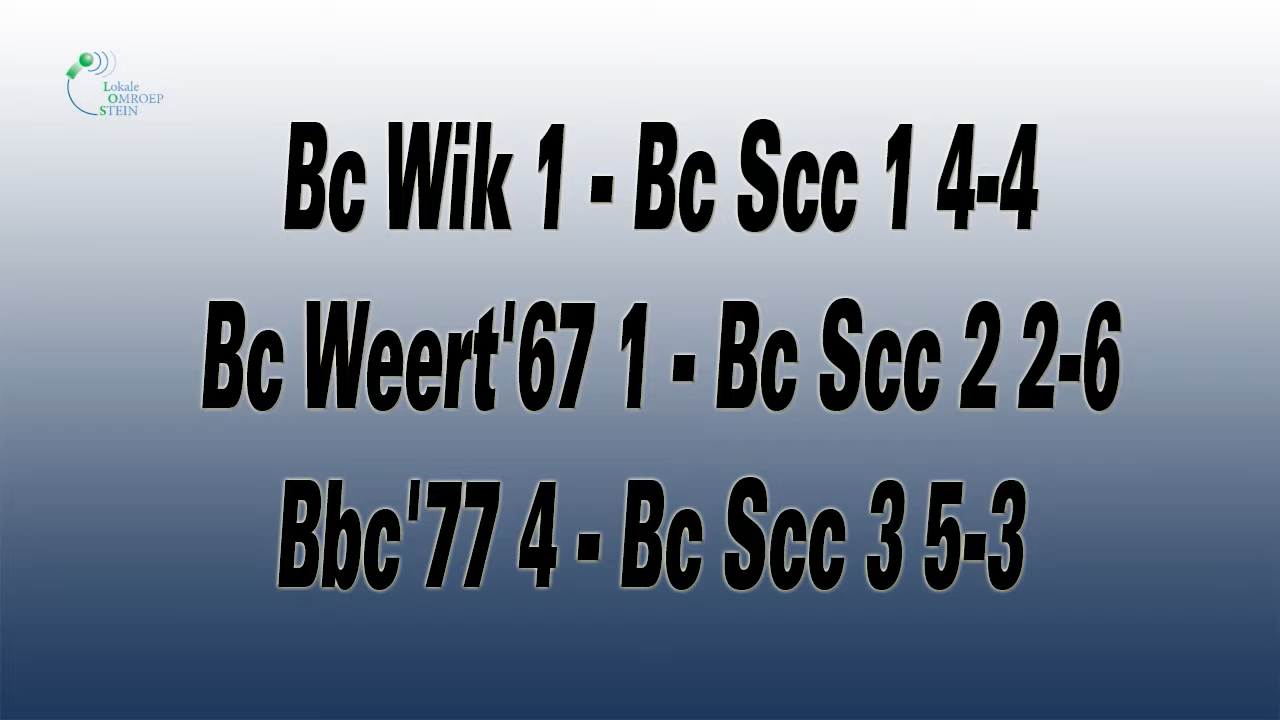 Lokale
OMROEP
STEIN
Bc Wik 1 - Bc Scc 1 4-4
Bc Weert'67 1 - Bc Scc 2 2-6
Bbc'77 4 - Bc Scc 3 5-3